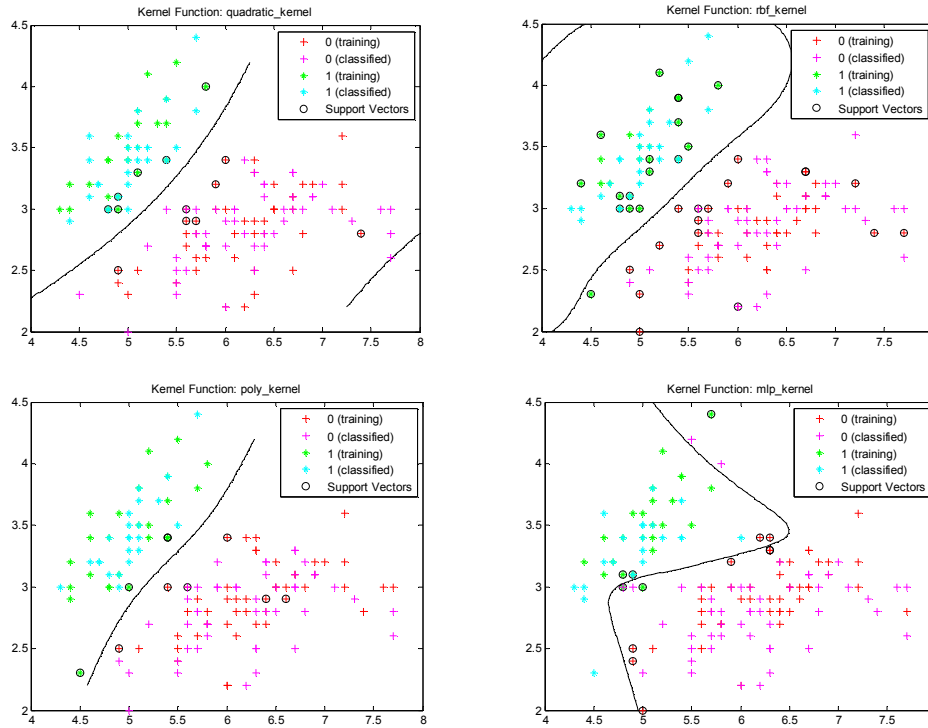 Kernel Function: quadratic_kernel
4.5
4
3.5
3
2.5
2
4
4.5
5
5.5
6
6.5
7
7.5
8
0 (training)
0 (classified)
1 (training)
1 (classified)
Support Vectors
Kernel Function: rbf_kernel
4.5
4
3.5
3
2.5
2
4.5
5
5.5
6
6.5
7
7.5
0 (training)
0 (classified)
1 (training)
1 (classified)
Support Vectors
Kernel Function: poly_kernel
4.5
4
3.5
3
2.5
2
4
4.5
5
5.5
6
6.5
7
7.5
8
0 (training)
0 (classified)
1 (training)
1 (classified)
Support Vectors
Kernel Function: mlp_kernel
4.5
4
3.5
3
2.5
2
4.5
5
5.5
6
6.5
7
7.5
0 (training)
0 (classified)
1 (training)
1 (classified)
Support Vectors